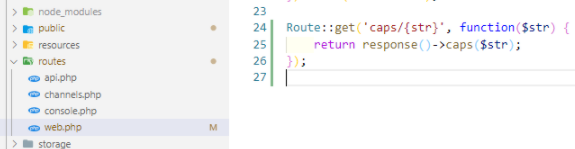 node_modules
public
resources
routes
api.php
channels.php
console.php
web.php M
storage
23
24 Route::get('caps/{str}', function($str) {
25 return response()->caps($str);
26 });
27